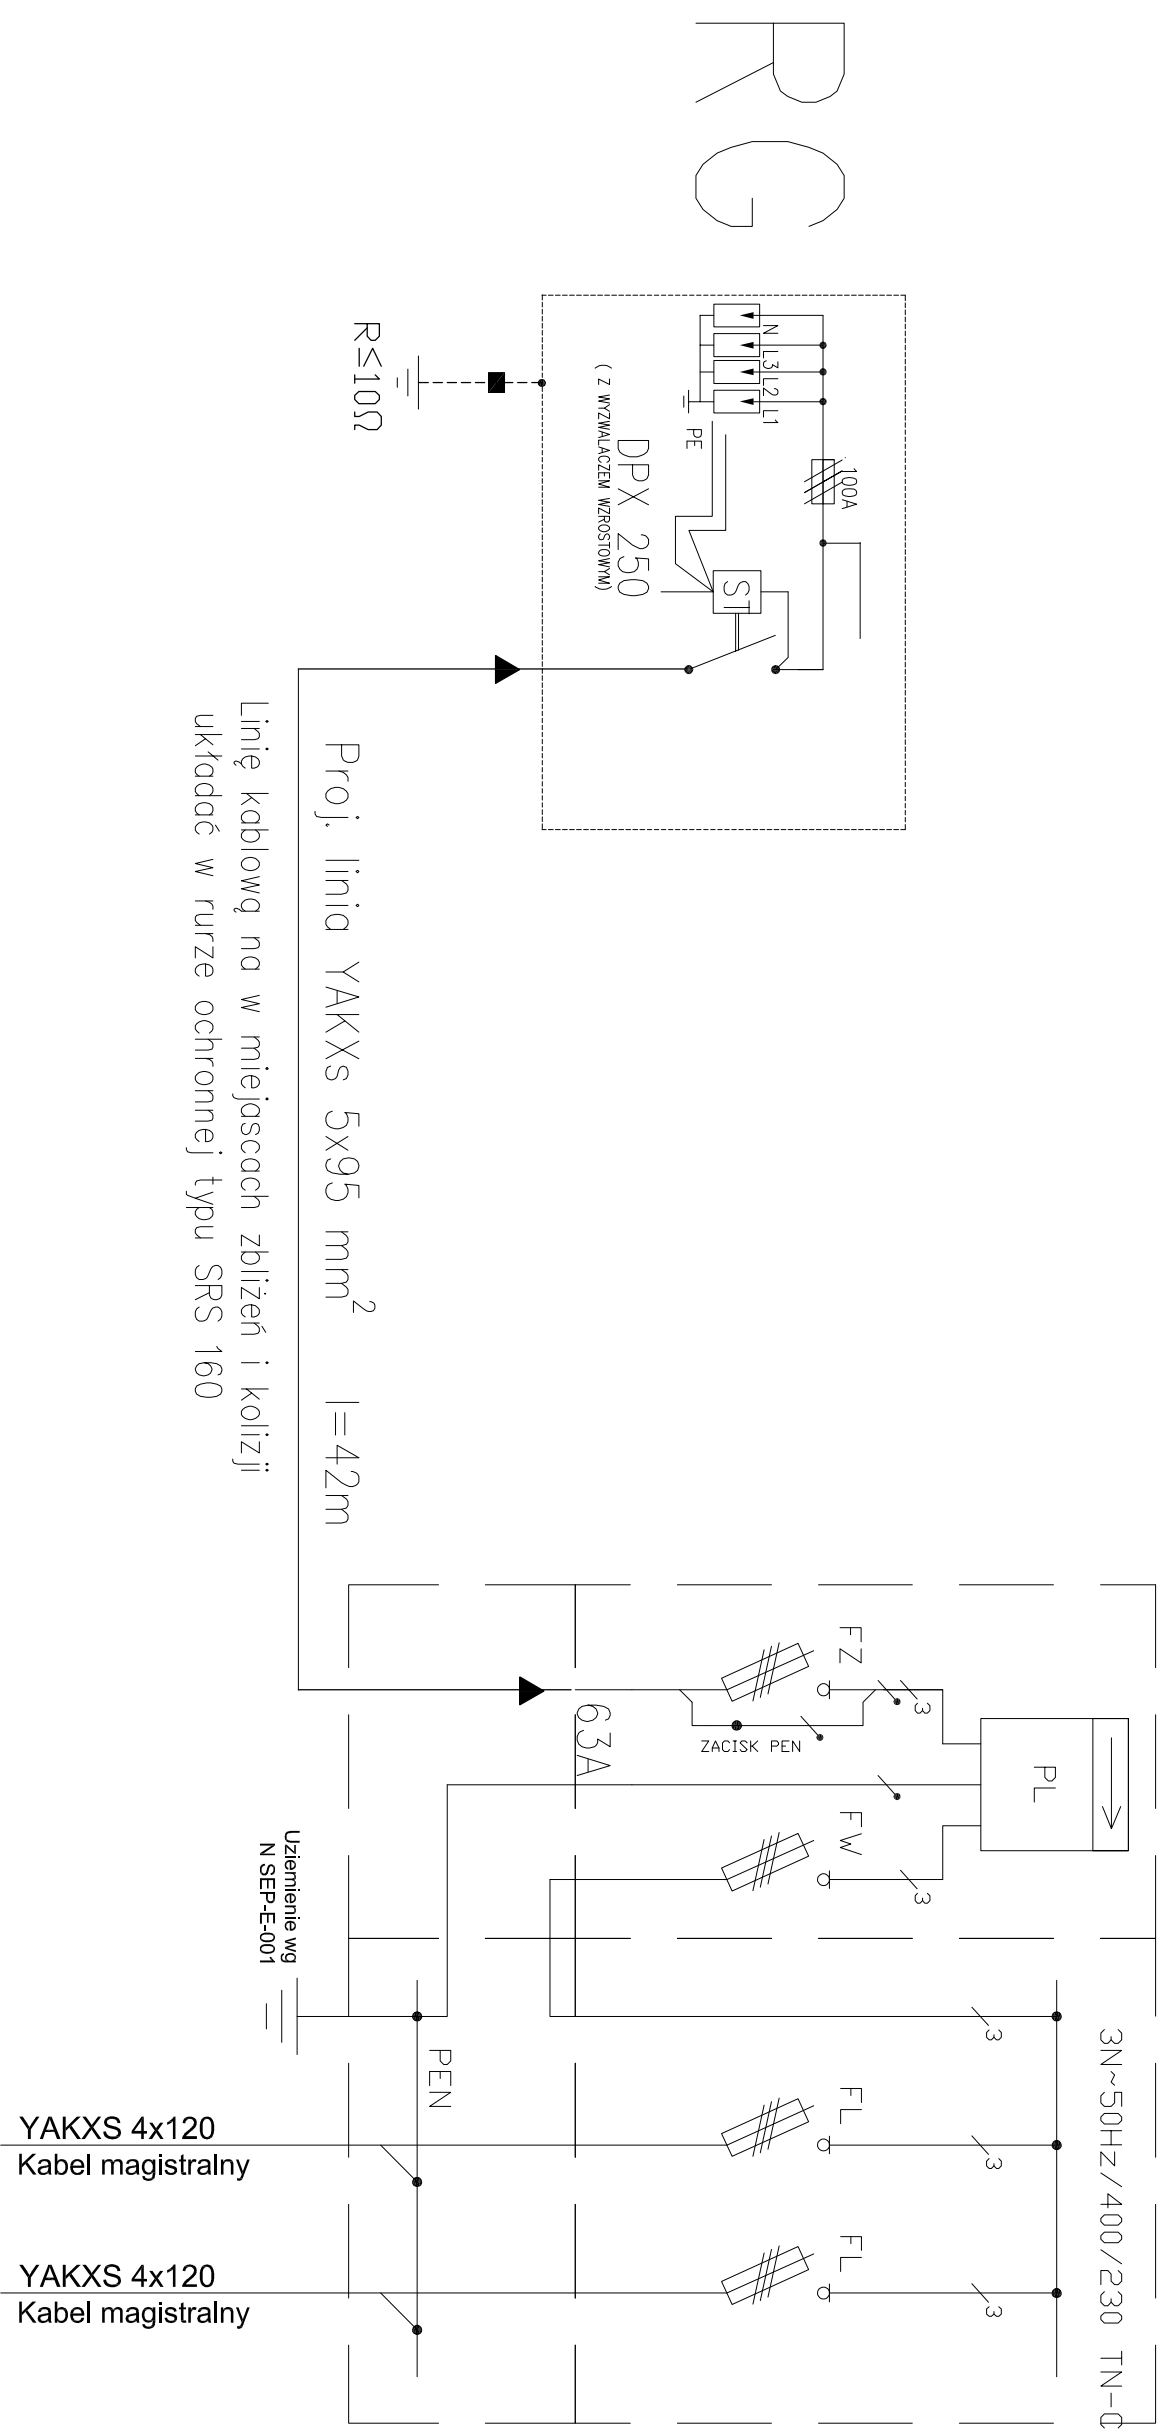 RG
N
L3
L2
L1
PE
100A
ST
DPX 250
( Z WYZWALACZEM WZROSTOWYM)
R≤10Ω
Proj. linia YAKXs 5x95 mm² l=42m
Linię kablową na w miejascach zbliżeń i kolizji
układać w rurze ochronnej typu SRS 160
FZ
3
63A
ZACISK PEN
PL
FW
3
Uziemienie wg
N SEP-E-001
PEN
3N~50Hz/400/230 TN-C
3
FL
3
FL
3
YAKXS 4x120
Kabel magistralny
YAKXS 4x120
Kabel magistralny